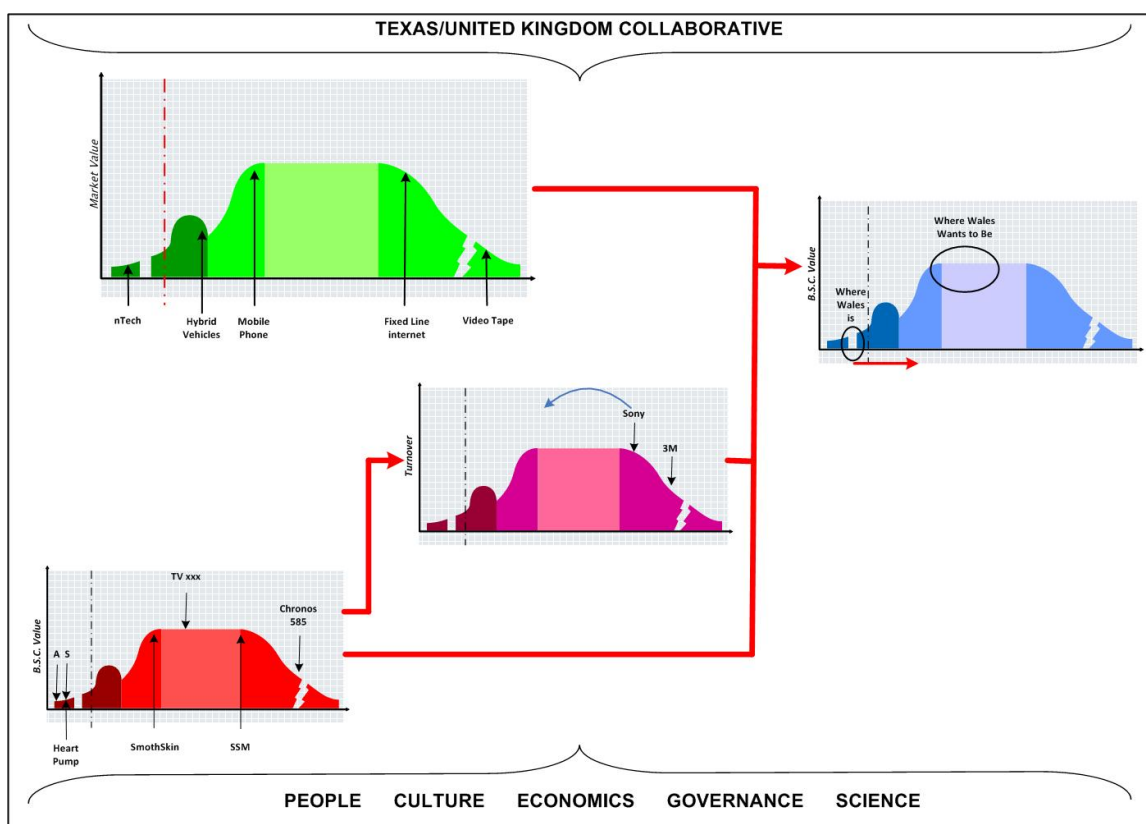 TEXAS/UNITED KINGDOM COLLABORATIVE
Market Value
nTech
Hybrid
Vehicles
Mobile
Phone
Fixed Line
internet
Video Tape
B.S.C. Value
Where Wales
Wants to Be
Where
Wales
is
Turnover
Sony
3M
B.S.C. Value
A S
TV xxx
Chronos
585
Heart
Pump
SmothSkin
SSM
PEOPLE CULTURE ECONOMICS GOVERNANCE SCIENCE